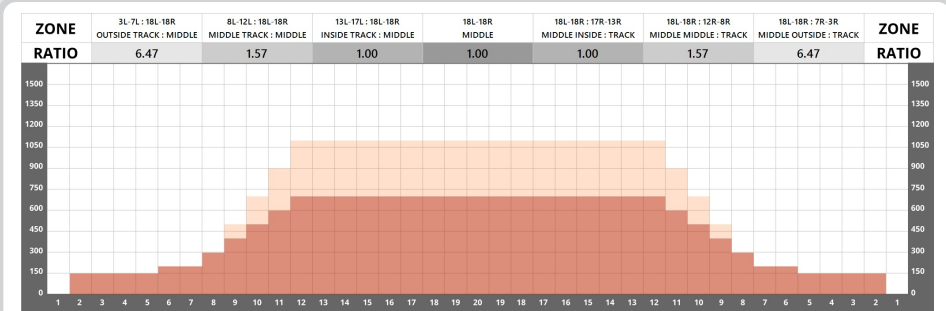 ZONE 3L-7L : 18L-18R 8L-12L : 18L-18R 13L-17L : 18L-18R 18L-18R 18L-18R : 17R-13R 18L-18R : 12R-8R 18L-18R : 7R-3R ZONE
OUTSIDE TRACK : MIDDLE MIDDLE TRACK : MIDDLE INSIDE TRACK : MIDDLE MIDDLE MIDDLE INSIDE : TRACK MIDDLE MIDDLE : TRACK MIDDLE OUTSIDE : TRACK
RATIO 6.47 1.57 1.00 1.00 1.00 1.57 6.47 RATIO
1500 1500
1350 1350
1200 1200
1050 1050
900 900
750 750
600 600
450 450
300 300
150 150
0 0
1 2 3 4 5 6 7 8 9 10 11 12 13 14 15 16 17 18 19 20 19 18 17 16 15 14 13 12 11 10 9 8 7 6 5 4 3 2 1